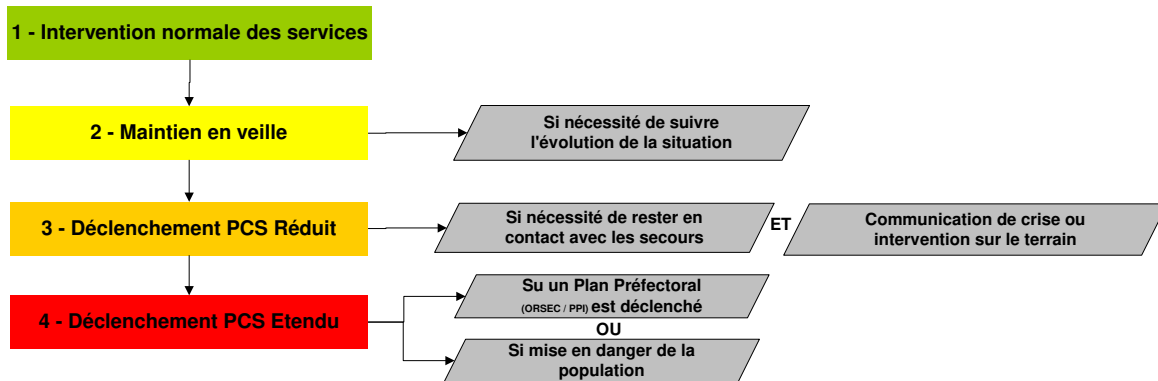 1 - Intervention normale des services
2 - Maintien en veille
Si nécessité de suivre
l'évolution de la situation
3 - Déclenchement PCS Réduit
Si nécessité de rester en
contact avec les secours
ET
Communication de crise ou
intervention sur le terrain
4 - Déclenchement PCS Etendu
Su un Plan Préfectoral
(ORSEC / PPI) est déclenché
OU
Si mise en danger de la
population